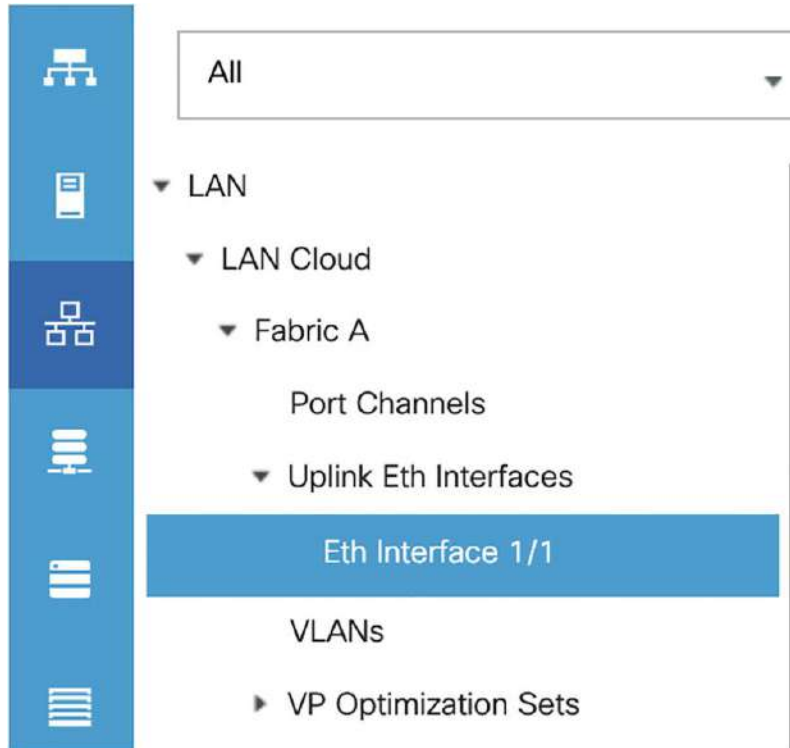 All
LAN
LAN Cloud
Fabric A
Port Channels
Uplink Eth Interfaces
Eth Interface 1/1
VLANs
VP Optimization Sets